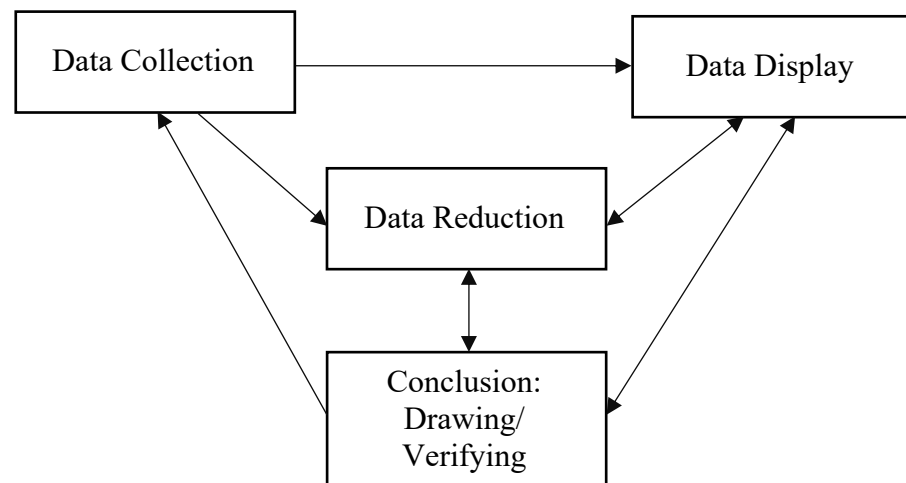 Data Collection
Data Display
Data Reduction
Conclusion:
Drawing/
Verifying